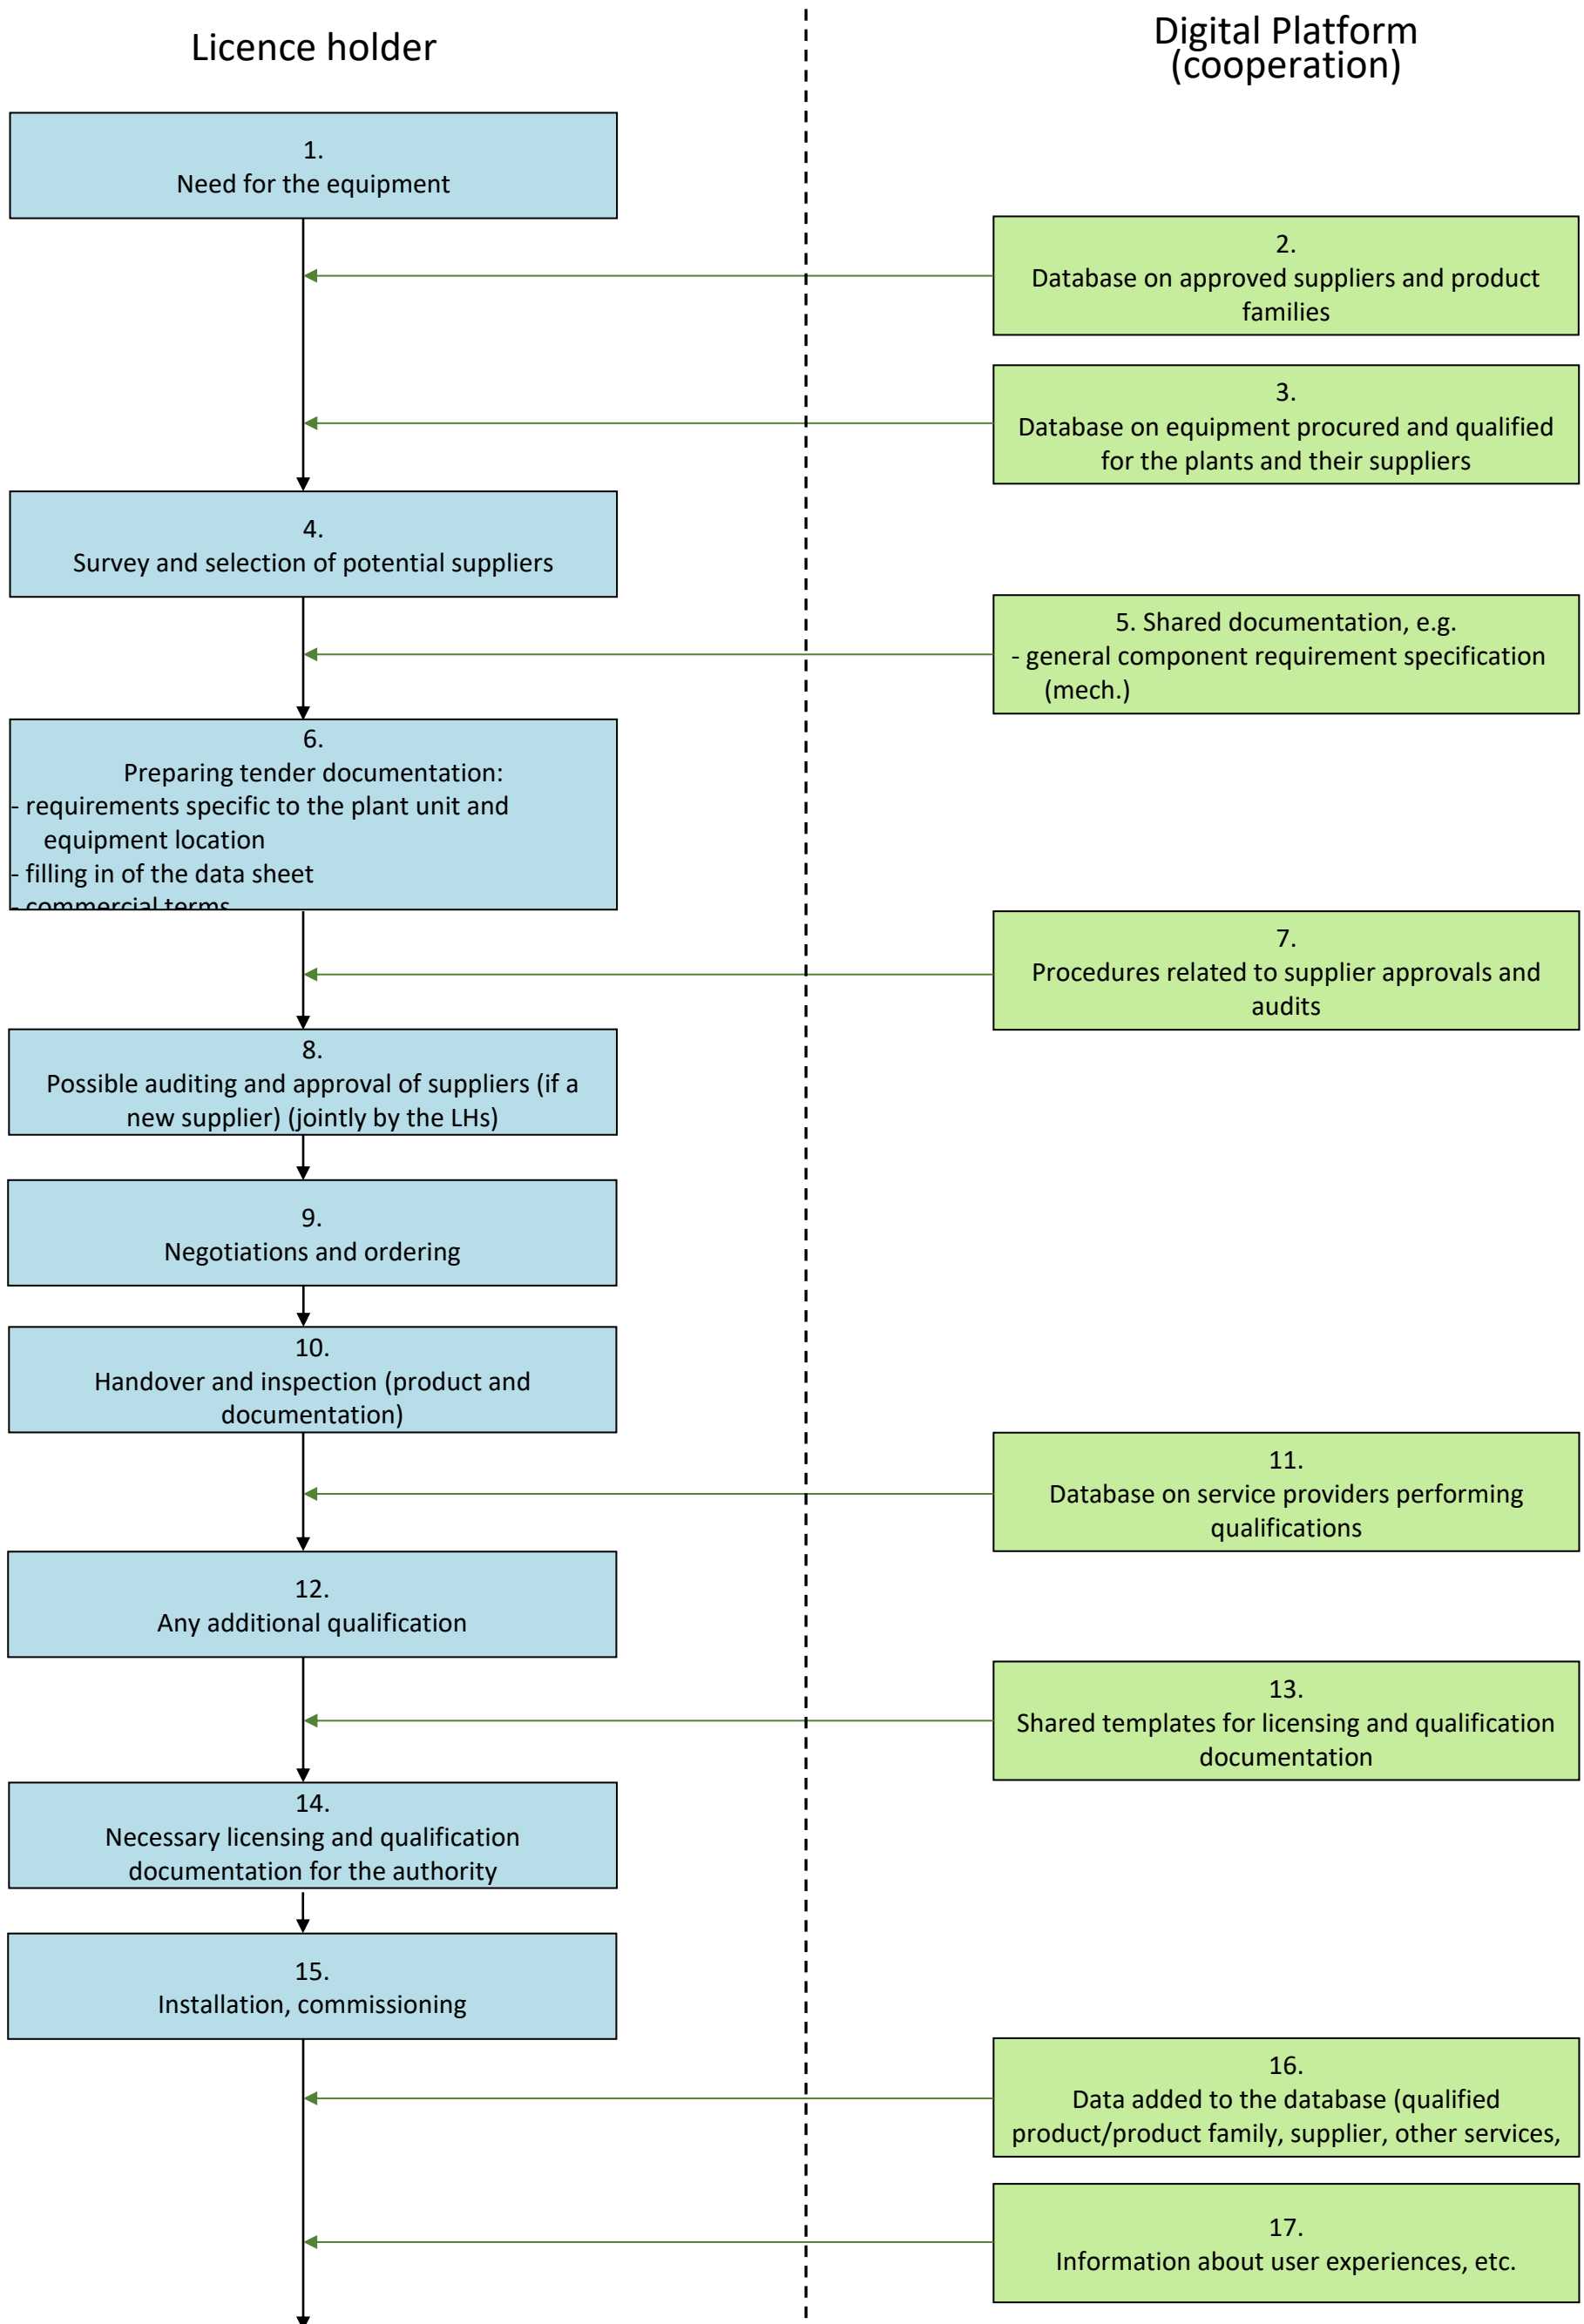 Licence holder
Digital Platform
(cooperation)
1.
Need for the equipment
2.
Database on approved suppliers and product
families
3.
Database on equipment procured and qualified
for the plants and their suppliers
4.
Survey and selection of potential suppliers
5. Shared documentation, e.g.
- general component requirement specification
(mech.)
6.
Preparing tender documentation:
- requirements specific to the plant unit and
equipment location
- filling in of the data sheet
- commercial terms
7.
Procedures related to supplier approvals and
audits
8.
Possible auditing and approval of suppliers (if a
new supplier) (jointly by the LHs)
9.
Negotiations and ordering
10.
Handover and inspection (product and
documentation)
11.
Database on service providers performing
qualifications
12.
Any additional qualification
13.
Shared templates for licensing and qualification
documentation
14.
Necessary licensing and qualification
documentation for the authority
15.
Installation, commissioning
16.
Data added to the database (qualified
product/product family, supplier, other services,
17.
Information about user experiences, etc.